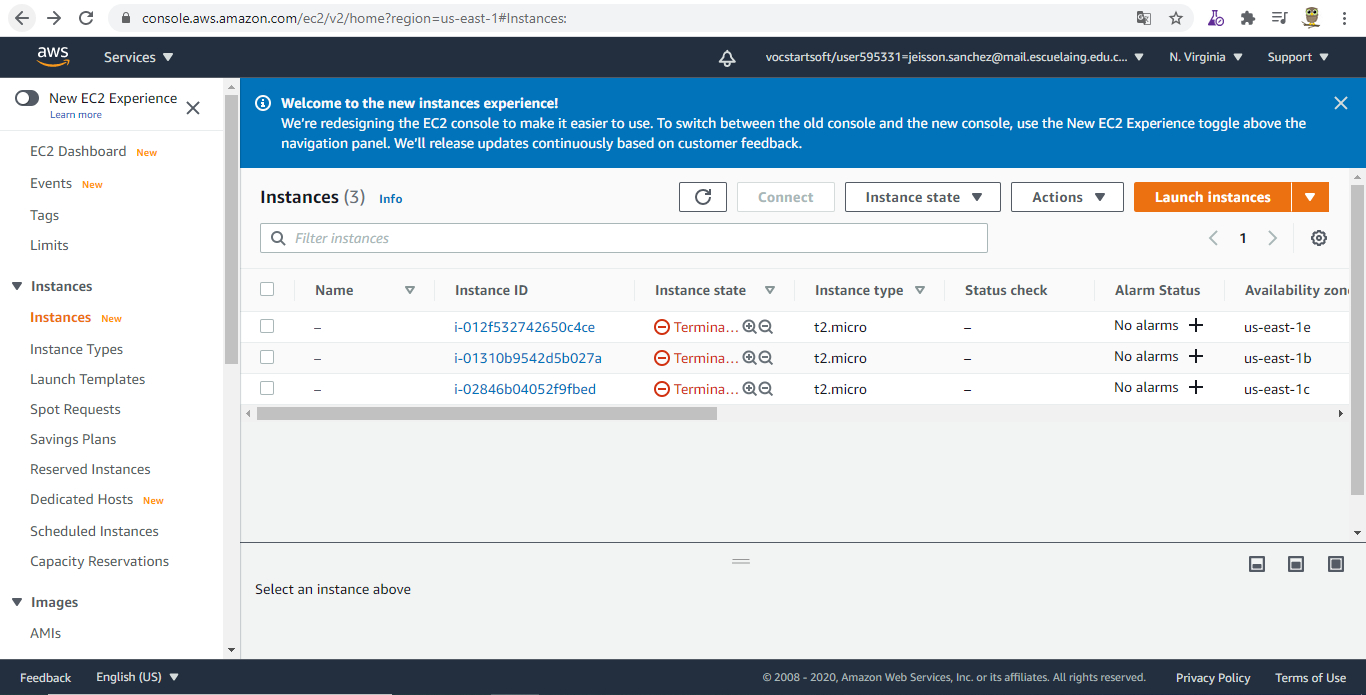 console.aws.amazon.com/ec2/v2/home?region=us-east-1#Instances:
aws Services vocstartsoft/user595331=jeisson.sanchez@mail.escuelaing.edu.c... N. Virginia Support
New EC2 Experience
Learn more
EC2 Dashboard New
Events New
Tags
Limits
Instances
Instances New
Instance Types
Launch Templates
Spot Requests
Savings Plans
Reserved Instances
Dedicated Hosts New
Scheduled Instances
Capacity Reservations
Images
AMIs
Welcome to the new instances experience!
We're redesigning the EC2 console to make it easier to use. To switch between the old console and the new console, use the New EC2 Experience toggle above the
navigation panel. We'll release updates continuously based on customer feedback.
Instances (3) Info Connect Instance state Actions Launch instances
Filter instances 1
Name Instance ID Instance state Instance type Status check Alarm Status Availability zon
– i-012f532742650c4ce Termina... t2.micro – No alarms us-east-1e
– i-01310b9542d5b027a Termina... t2.micro – No alarms us-east-1b
– i-02846b04052f9fbed Termina... t2.micro – No alarms us-east-1c
Select an instance above
Feedback English (US) © 2008 - 2020, Amazon Web Services, Inc. or its affiliates. All rights reserved. Privacy Policy Terms of Use